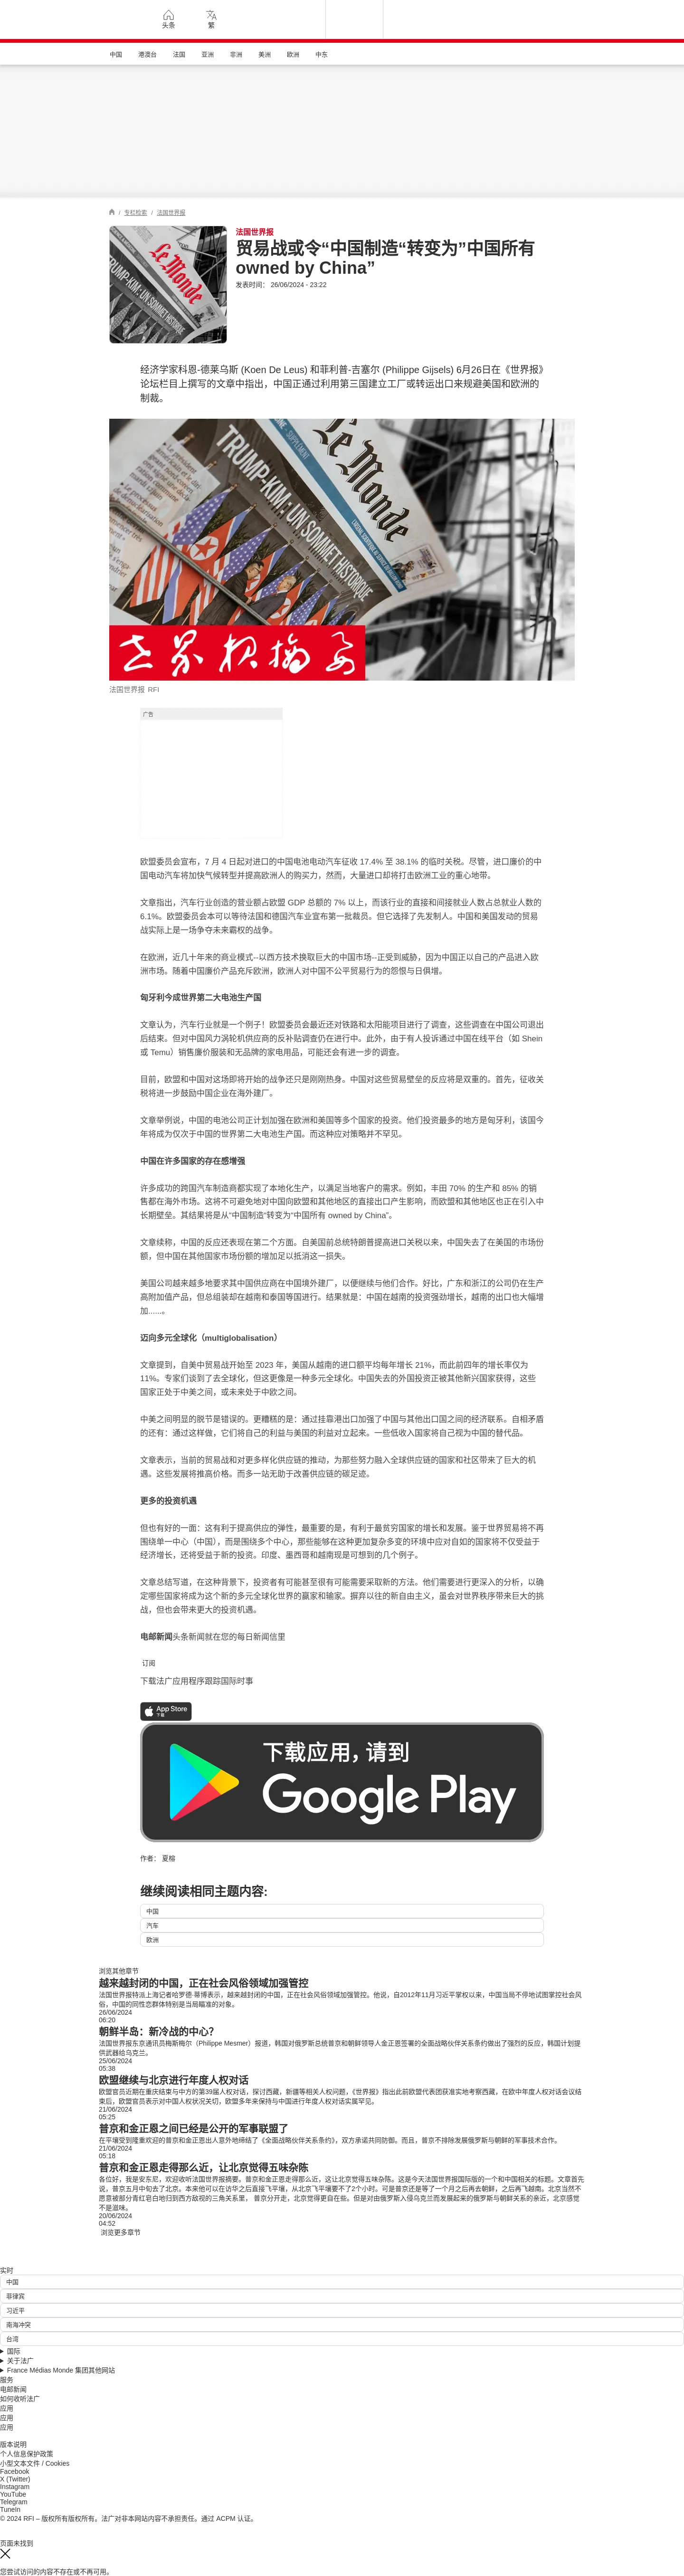 头条
繁
中国
港澳台
法国
亚洲
非洲
美洲
欧洲
中东
/ 专栏检索 / 法国世界报
法国世界报
贸易战或令“中国制造“转变为”中国所有
owned by China”
发表时间： 26/06/2024 - 23:22
经济学家科恩-德莱乌斯 (Koen De Leus) 和菲利普-吉塞尔 (Philippe Gijsels) 6月26日在《世界报》
论坛栏目上撰写的文章中指出，中国正通过利用第三国建立工厂或转运出口来规避美国和欧洲的
制裁。
Le Monde
TRUMP-KIM: UN SOMMET HISTORIQUE
世界报摘要
法国世界报 RFI
广告
欧盟委员会宣布，7 月 4 日起对进口的中国电池电动汽车征收 17.4% 至 38.1% 的临时关税。尽管，进口廉价的中
国电动汽车将加快气候转型并提高欧洲人的购买力，然而，大量进口却将打击欧洲工业的重心地带。
文章指出，汽车行业创造的营业额占欧盟 GDP 总额的 7% 以上，而该行业的直接和间接就业人数占总就业人数的
6.1%。欧盟委员会本可以等待法国和德国汽车业宣布第一批裁员。但它选择了先发制人。中国和美国发动的贸易
战实际上是一场争夺未来霸权的战争。
在欧洲，近几十年来的商业模式--以西方技术换取巨大的中国市场--正受到威胁，因为中国正以自己的产品进入欧
洲市场。随着中国廉价产品充斥欧洲，欧洲人对中国不公平贸易行为的怨恨与日俱增。
匈牙利今成世界第二大电池生产国
文章认为，汽车行业就是一个例子！欧盟委员会最近还对铁路和太阳能项目进行了调查，这些调查在中国公司退出
后结束。但对中国风力涡轮机供应商的反补贴调查仍在进行中。此外，由于有人投诉通过中国在线平台（如 Shein
或 Temu）销售廉价服装和无品牌的家电用品，可能还会有进一步的调查。
目前，欧盟和中国对这场即将开始的战争还只是刚刚热身。中国对这些贸易壁垒的反应将是双重的。首先，征收关
税将进一步鼓励中国企业在海外建厂。
文章举例说，中国的电池公司正计划加强在欧洲和美国等多个国家的投资。他们投资最多的地方是匈牙利，该国今
年将成为仅次于中国的世界第二大电池生产国。而这种应对策略并不罕见。
中国在许多国家的存在感增强
许多成功的跨国汽车制造商都实现了本地化生产，以满足当地客户的需求。例如，丰田 70% 的生产和 85% 的销
售都在海外市场。这将不可避免地对中国向欧盟和其他地区的直接出口产生影响，而欧盟和其他地区也正在引入中
长期壁垒。其结果将是从“中国制造“转变为“中国所有 owned by China”。
文章续称，中国的反应还表现在第二个方面。自美国前总统特朗普提高进口关税以来，中国失去了在美国的市场份
额，但中国在其他国家市场份额的增加足以抵消这一损失。
美国公司越来越多地要求其中国供应商在中国境外建厂，以便继续与他们合作。好比，广东和浙江的公司仍在生产
高附加值产品，但总组装却在越南和泰国等国进行。结果就是：中国在越南的投资强劲增长，越南的出口也大幅增
加......。
迈向多元全球化（multiglobalisation）
文章提到，自美中贸易战开始至 2023 年，美国从越南的进口额平均每年增长 21%，而此前四年的增长率仅为
11%。专家们谈到了去全球化，但这更像是一种多元全球化。中国失去的外国投资正被其他新兴国家获得，这些
国家正处于中美之间，或未来处于中欧之间。
中美之间明显的脱节是错误的。更糟糕的是：通过挂靠港出口加强了中国与其他出口国之间的经济联系。自相矛盾
的还有：通过这样做，它们将自己的利益与美国的利益对立起来。一些低收入国家将自己视为中国的替代品。
文章表示，当前的贸易战和对更多样化供应链的推动，为那些努力融入全球供应链的国家和社区带来了巨大的机
遇。这些发展将推高价格。而多一站无助于改善供应链的碳足迹。
更多的投资机遇
但也有好的一面：这有利于提高供应的弹性，最重要的是，有利于最贫穷国家的增长和发展。鉴于世界贸易将不再
围绕单一中心（中国），而是围绕多个中心，那些能够在这种更加复杂多变的环境中应对自如的国家将不仅受益于
经济增长，还将受益于新的投资。印度、墨西哥和越南现是可想到的几个例子。
文章总结写道，在这种背景下，投资者有可能甚至很有可能需要采取新的方法。他们需要进行更深入的分析，以确
定哪些国家将成为这个新的多元全球化世界的赢家和输家。摒弃以往的新自由主义，虽会对世界秩序带来巨大的挑
战，但也会带来更大的投资机遇。
电邮新闻头条新闻就在您的每日新闻信里
订阅
下载法广应用程序跟踪国际时事
App Store
下载
下载应用，请到
Google Play
作者： 夏榕
继续阅读相同主题内容:
中国
汽车
欧洲
浏览其他章节
越来越封闭的中国，正在社会风俗领域加强管控
法国世界报特派上海记者哈罗德·蒂博表示，越来越封闭的中国，正在社会风俗领域加强管控。他说，自2012年11月习近平掌权以来，中国当局不停地试图掌控社会风
俗，中国的同性恋群体特别是当局瞄准的对象。
26/06/2024
06:20
朝鲜半岛：新冷战的中心？
法国世界报东京通讯员梅斯梅尔（Philippe Mesmer）报道，韩国对俄罗斯总统普京和朝鲜领导人金正恩签署的全面战略伙伴关系条约做出了强烈的反应，韩国计划提
供武器给乌克兰。
25/06/2024
05:38
欧盟继续与北京进行年度人权对话
欧盟官员近期在重庆结束与中方的第39届人权对话，探讨西藏，新疆等相关人权问题，《世界报》指出此前欧盟代表团获准实地考察西藏，在欧中年度人权对话会议结
束后，欧盟官员表示对中国人权状况关切，欧盟多年来保持与中国进行年度人权对话实属罕见。
21/06/2024
05:25
普京和金正恩之间已经是公开的军事联盟了
在平壤受到隆重欢迎的普京和金正恩出人意外地缔结了《全面战略伙伴关系条约》，双方承诺共同防御。而且，普京不排除发展俄罗斯与朝鲜的军事技术合作。
21/06/2024
05:18
普京和金正恩走得那么近，让北京觉得五味杂陈
各位好，我是安东尼，欢迎收听法国世界报摘要。普京和金正恩走得那么近，这让北京觉得五味杂陈。这是今天法国世界报国际版的一个和中国相关的标题。文章首先
说，普京五月中旬去了北京。本来他可以在访华之后直接飞平壤，从北京飞平壤要不了2个小时。可是普京还是等了一个月之后再去朝鲜，之后再飞越南。北京当然不
愿意被部分青红皂白地归到西方敌视的三角关系里， 普京分开走，北京觉得更自在些。但是对由俄罗斯入侵乌克兰而发展起来的俄罗斯与朝鲜关系的亲近，北京感觉
不是滋味。
20/06/2024
04:52
浏览更多章节
实时
中国
菲律宾
习近平
南海冲突
台湾
国际
关于法广
France Médias Monde 集团其他网站
服务
电邮新闻
如何收听法广
应用
应用
应用
版本说明
个人信息保护政策
小型文本文件 / Cookies
Facebook
X (Twitter)
Instagram
YouTube
Telegram
TuneIn
© 2024 RFI – 版权所有版权所有。法广对非本网站内容不承担责任。通过 ACPM 认证。
页面未找到
您尝试访问的内容不存在或不再可用。